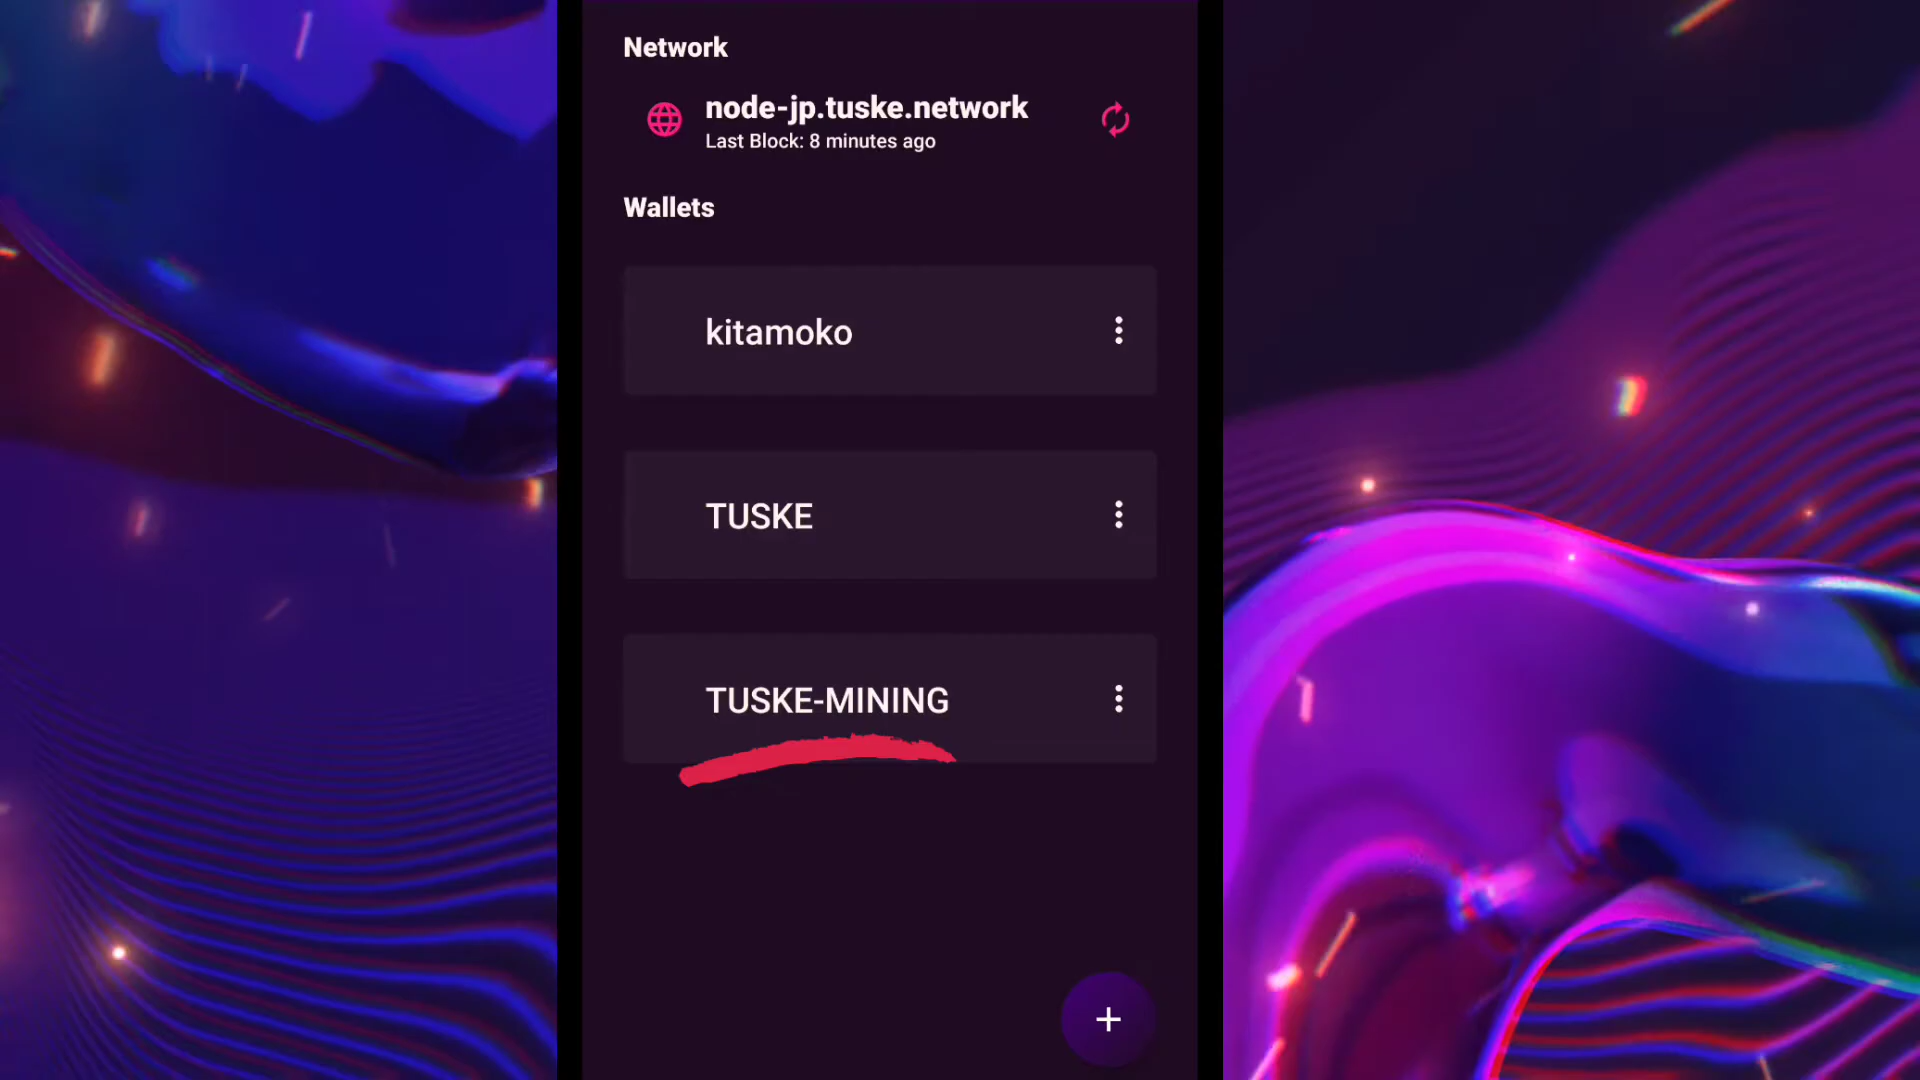 Network
node-jp.tuske.network
Last Block: 8 minutes ago
Wallets
kitamoko
TUSKE
TUSKE-MINING
+